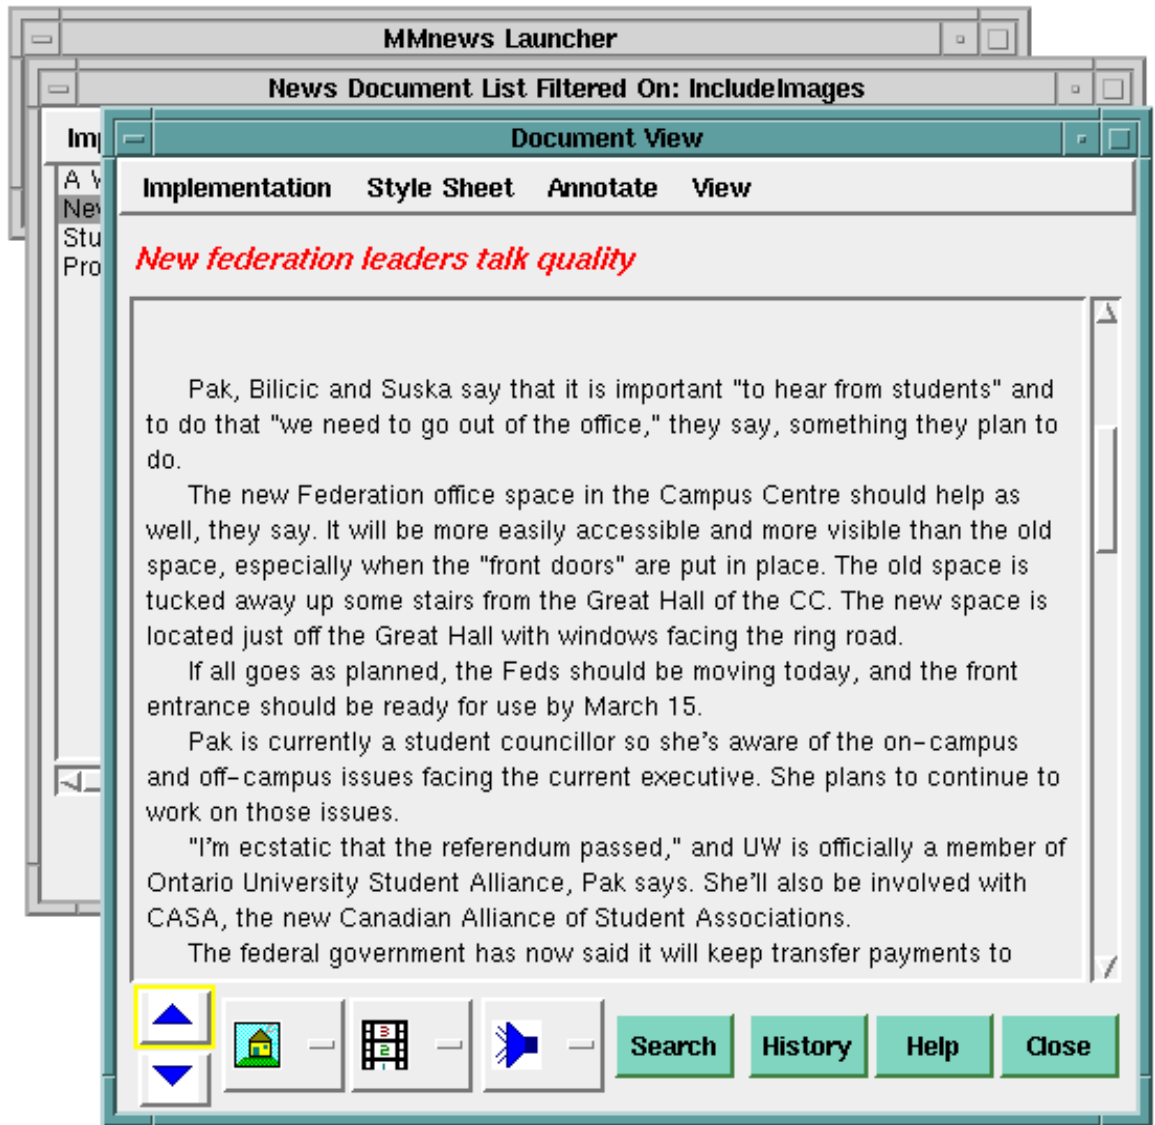 MMnews Launcher
News Document List Filtered On: IncludeImages
Document View
Implementation Style Sheet Annotate View
New federation leaders talk quality
Pak, Bilicic and Suska say that it is important "to hear from students" and
to do that "we need to go out of the office," they say, something they plan to
do.
The new Federation office space in the Campus Centre should help as
well, they say. It will be more easily accessible and more visible than the old
space, especially when the "front doors" are put in place. The old space is
tucked away up some stairs from the Great Hall of the CC. The new space is
located just off the Great Hall with windows facing the ring road.
If all goes as planned, the Feds should be moving today, and the front
entrance should be ready for use by March 15.
Pak is currently a student councillor so she's aware of the on-campus
and off-campus issues facing the current executive. She plans to continue to
work on those issues.
"I'm ecstatic that the referendum passed," and UW is officially a member of
Ontario University Student Alliance, Pak says. She'll also be involved with
CASA, the new Canadian Alliance of Student Associations.
The federal government has now said it will keep transfer payments to
Search History Help Close